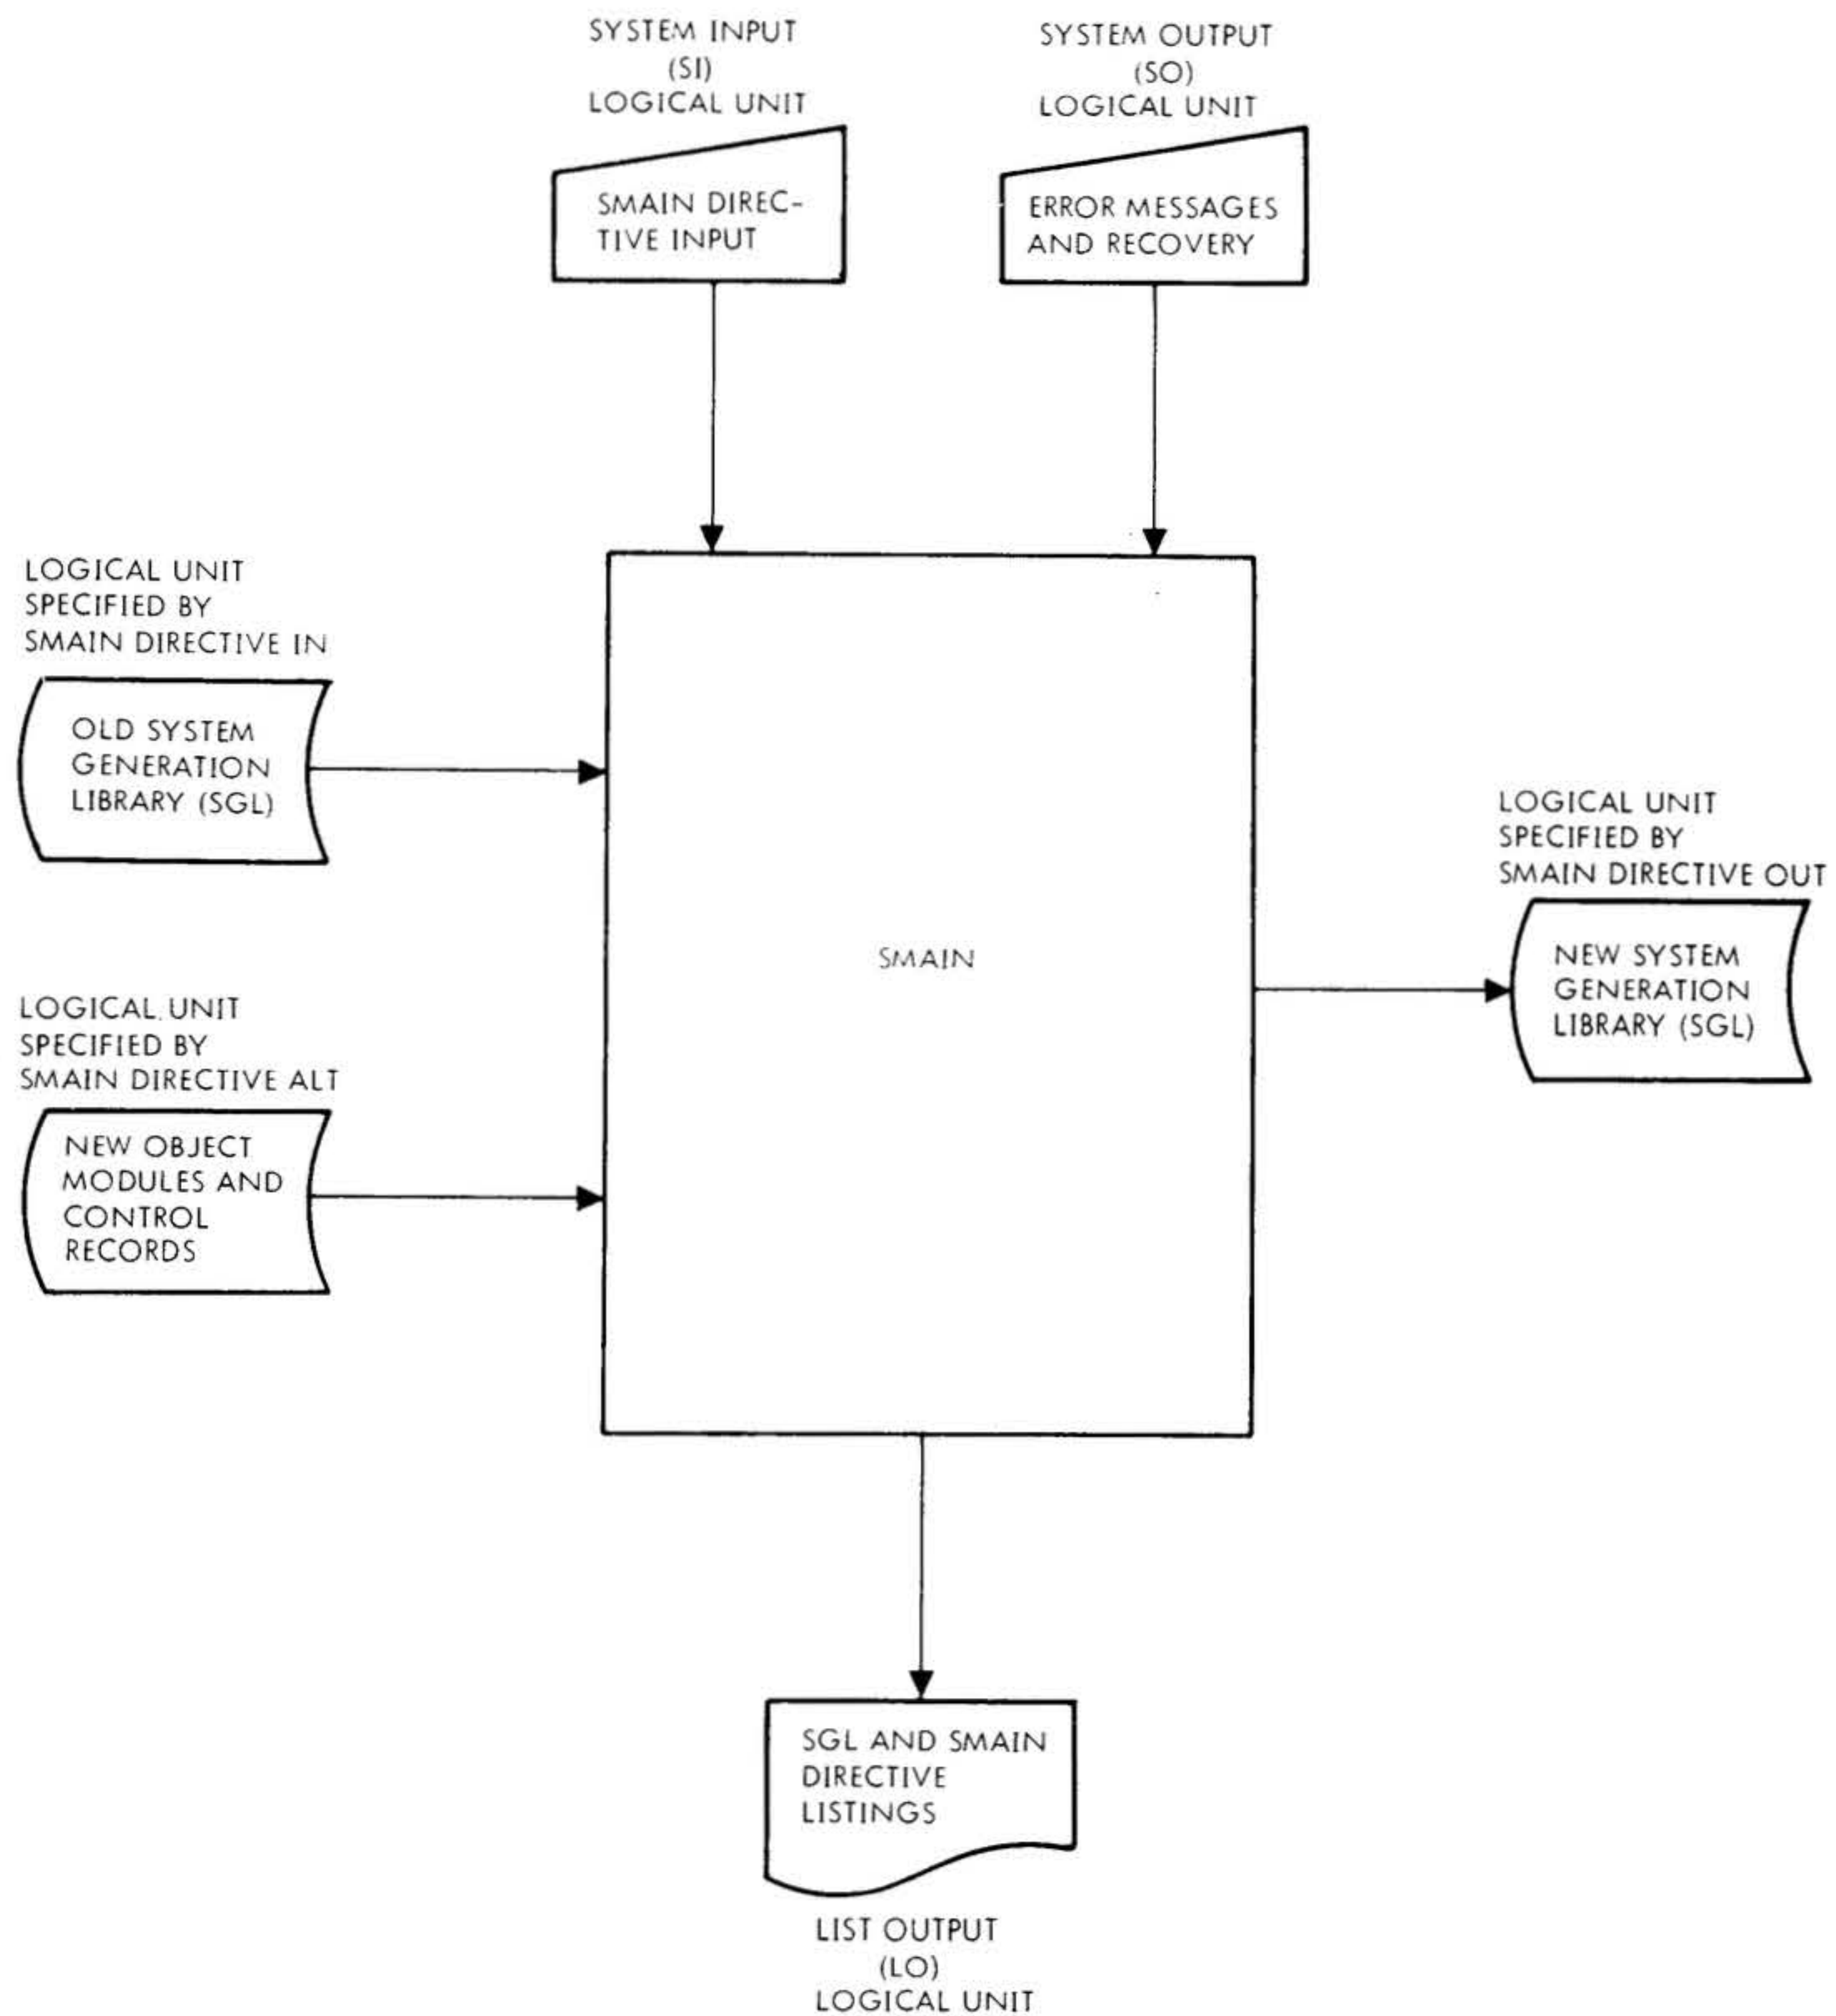 SYSTEM INPUT
(SI)
LOGICAL UNIT
SMAIN DIREC-
TIVE INPUT
SYSTEM OUTPUT
(SO)
LOGICAL UNIT
ERROR MESSAGES
AND RECOVERY
LOGICAL UNIT
SPECIFIED BY
SMAIN DIRECTIVE IN
OLD SYSTEM
GENERATION
LIBRARY (SGL)
LOGICAL UNIT
SPECIFIED BY
SMAIN DIRECTIVE ALT
NEW OBJECT
MODULES AND
CONTROL
RECORDS
SMAIN
LOGICAL UNIT
SPECIFIED BY
SMAIN DIRECTIVE OUT
NEW SYSTEM
GENERATION
LIBRARY (SGL)
SGL AND SMAIN
DIRECTIVE
LISTINGS
LIST OUTPUT
(LO)
LOGICAL UNIT